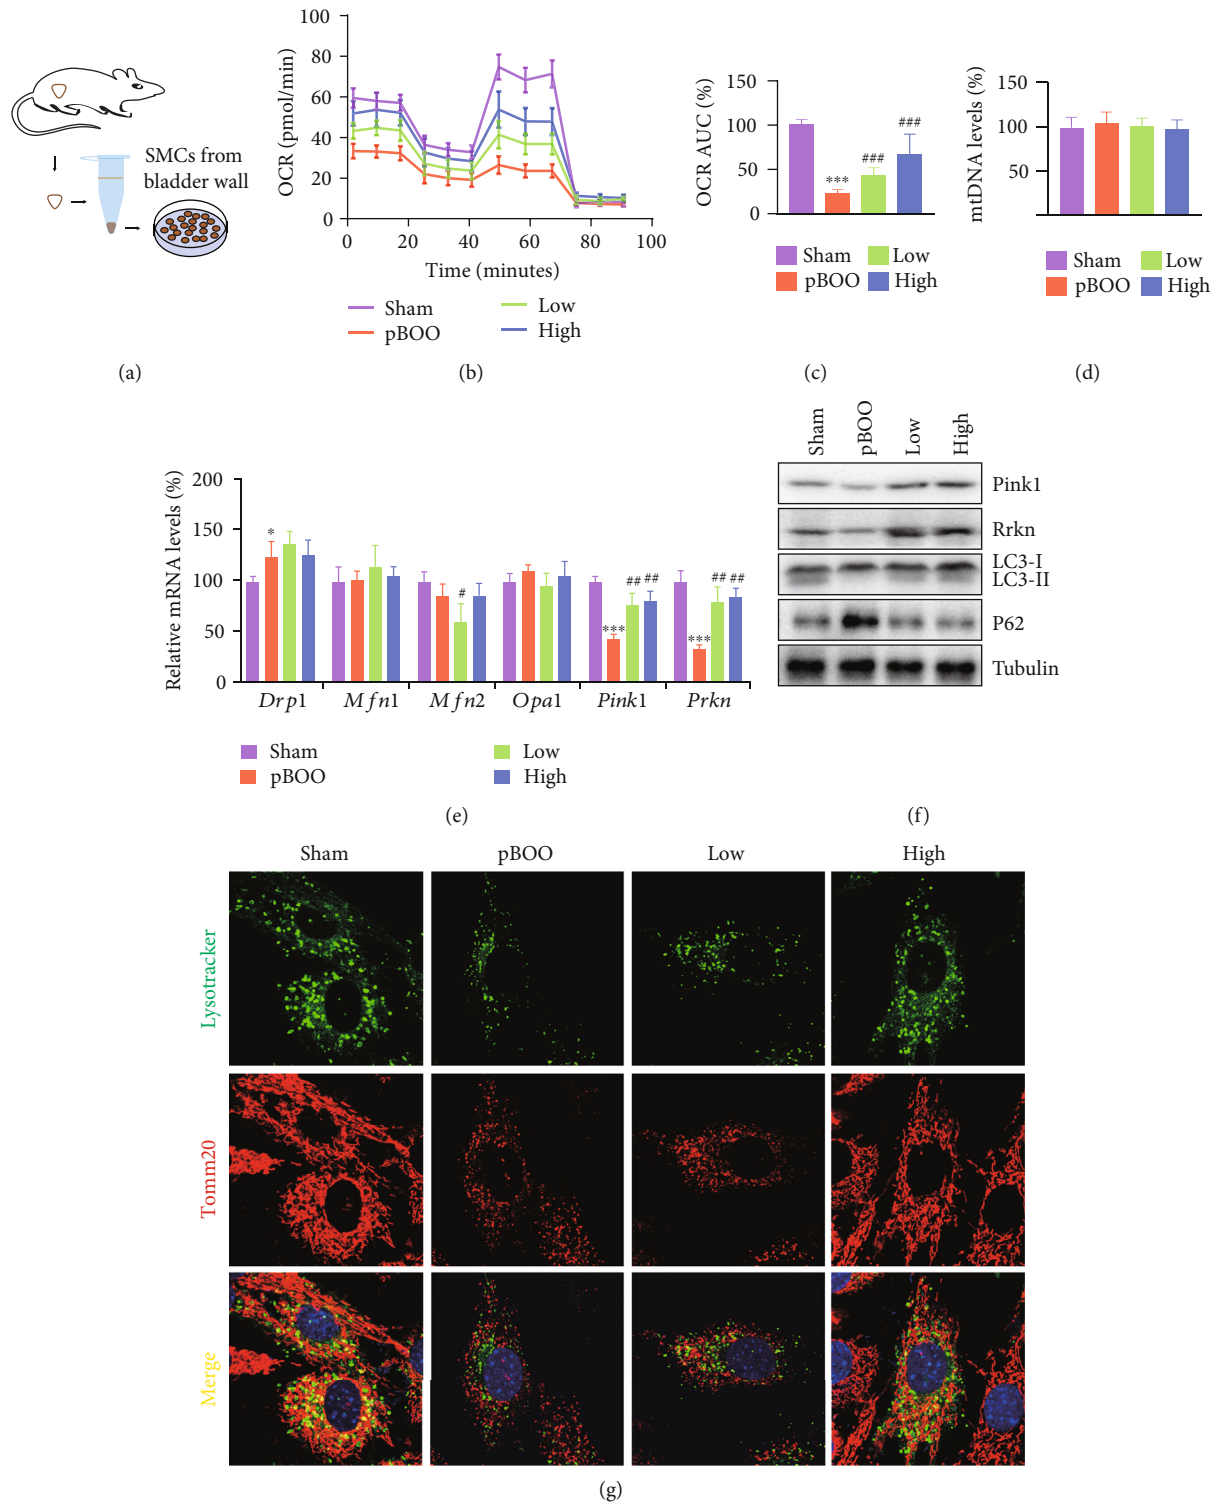 SMCs from
bladder wall
(a)
OCR (pmol/min)
100
80
60
40
20
0
0 20 40 60 80 100
Time (minutes)
Sham Low
pBOO High
(b)
OCR AUC (%)
150
100
50
0
***
###
###
Sham Low
pBOO High
(c)
mtDNA levels (%)
150
100
50
Sham Low
pBOO High
(d)
Relative mRNA levels (%)
200
150
100
50
0
*
#
***
## ##
***
## ##
Drp1 Mfn1 Mfn2 Opa1 Pink1 Prkn
Sham Low
pBOO High
(e)
Sham pBOO Low High
Pink1
Rrkn
LC3-I
LC3-II
P62
Tubulin
(f)
Sham pBOO Low High
Lysotracker
Tomm20
Merge
(g)